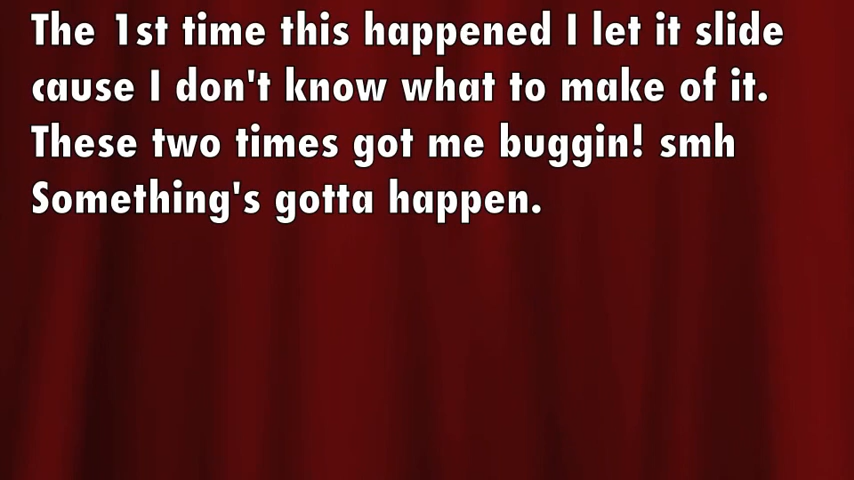 The 1st time this happened I let it slide
cause I don't know what to make of it.
These two times got me buggin! smh
Something's gotta happen.